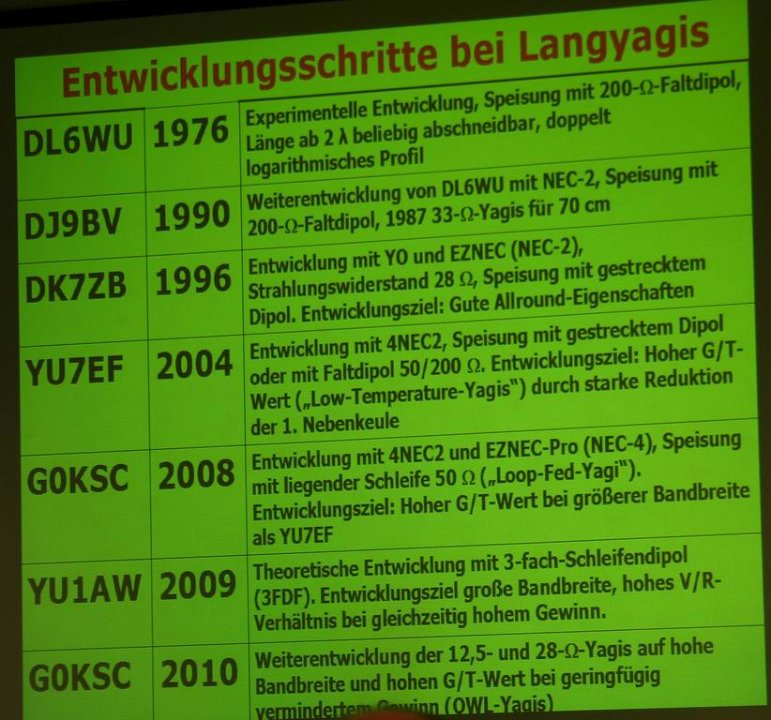 Entwicklungsschritte bei Langyagis
DL6WU 1976 Experimentelle Entwicklung, Speisung mit 200-Ω-Faltdipol,
Länge ab 2 λ beliebig abschneidbar, doppelt
logarithmisches Profil
DJ9BV 1990 Weiterentwicklung von DL6WU mit NEC-2, Speisung mit
200-Ω-Faltdipol, 1987 33-Ω-Yagis für 70 cm
DK7ZB 1996 Entwicklung mit YO und EZNEC (NEC-2),
Strahlungswiderstand 28 Ω, Speisung mit gestrecktem
Dipol. Entwicklungsziel: Gute Allround-Eigenschaften
YU7EF 2004 Entwicklung mit 4NEC2, Speisung mit gestrecktem Dipol
oder mit Faltdipol 50/200 Ω. Entwicklungsziel: Hoher G/T-
Wert („Low-Temperature-Yagis“) durch starke Reduktion
der 1. Nebenkeule
G0KSC 2008 Entwicklung mit 4NEC2 und EZNEC-Pro (NEC-4), Speisung
mit liegender Schleife 50 Ω („Loop-Fed-Yagi“).
Entwicklungsziel: Hoher G/T-Wert bei größerer Bandbreite
als YU7EF
YU1AW 2009 Theoretische Entwicklung mit 3-fach-Schleifendipol
(3FDF). Entwicklungsziel große Bandbreite, hohes V/R-
Verhältnis bei gleichzeitig hohem Gewinn.
G0KSC 2010 Weiterentwicklung der 12,5- und 28-Ω-Yagis auf hohe
Bandbreite und hohen G/T-Wert bei geringfügig
vermindertem Gewinn (OWL-Yagis)